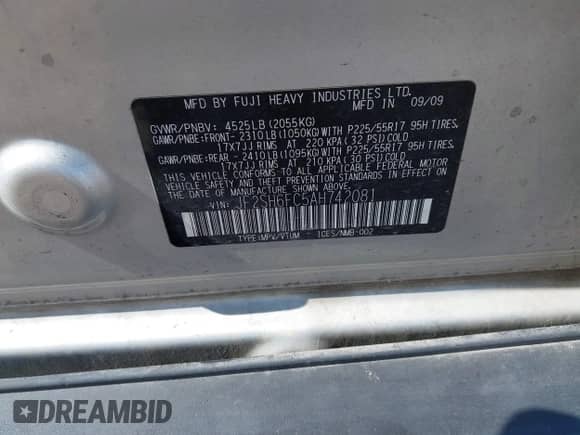 MFD BY FUJI HEAVY INDUSTRIES LTD.
MFD IN 09/09
GVWR/PNBV: 4525LB(2055KG)
GAWR/PNBE:FRONT- 2310LB(1050KG)WITH P225/55R17 95H TIRES.
17X7JJ RIMS AT 220 KPA(32 PSI)COLD
GAWR/PNBE:REAR - 2410LB(1095KG)WITH P225/55R17 95H TIRES.
17X7JJ RIMS AT 210 KPA(30 PSI)COLD
THIS VEHICLE CONFORMS TO ALL APPLICABLE FEDERAL MOTOR
VEHICLE SAFETY AND THEFT PREVENTION STANDARDS IN EFFECT
ON THE DATE OF MANUFACTURE SHOWN ABOVE.
VIN: JF2SH6FC5AH742081
TYPE:MPV/VTUM ICES/NMB-002
DREAMBID